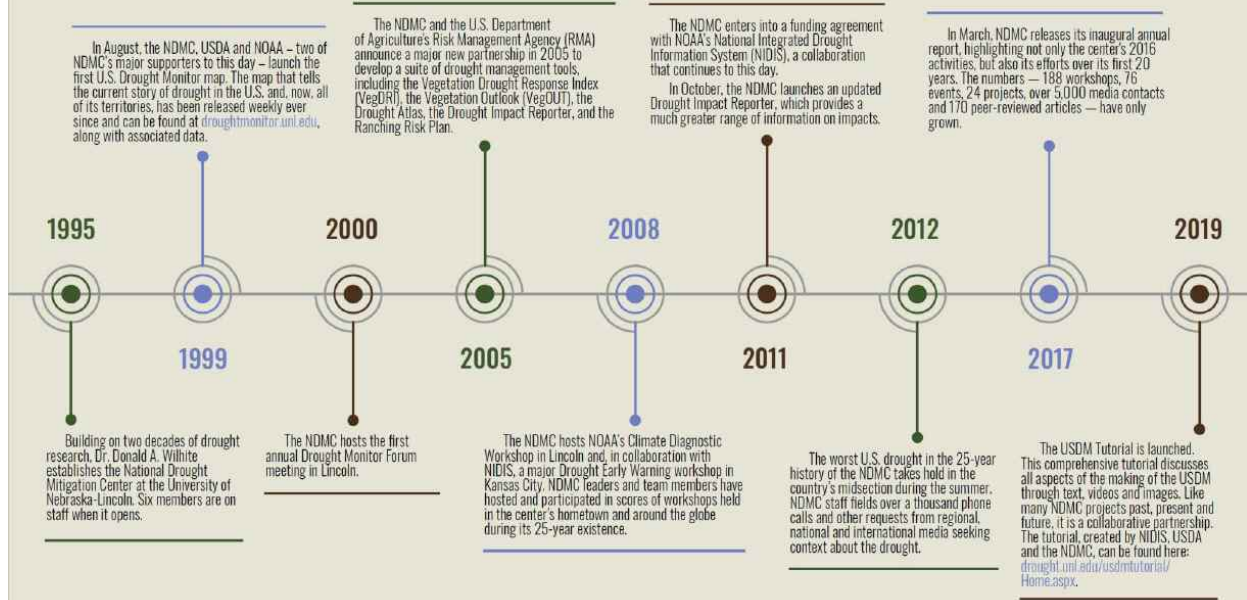 In August, the NDMC, USDA and NOAA – two of
NDMC's major supporters to this day – launch the
first U.S. Drought Monitor map. The map that tells
the current story of drought in the U.S. and, now, all
of its territories, has been released weekly ever
since and can be found at droughtmonitor.unl.edu,
along with associated data.
The NDMC and the U.S. Department
of Agriculture's Risk Management Agency (RMA)
announce a major new partnership in 2005 to
develop a suite of drought management tools,
including the Vegetation Drought Response Index
(VegDRI), the Vegetation Outlook (VegOUT), the
Drought Atlas, the Drought Impact Reporter, and the
Ranching Risk Plan.
The NDMC enters into a funding agreement
with NOAA's National Integrated Drought
Information System (NIDIS), a collaboration
that continues to this day.
In October, the NDMC launches an updated
Drought Impact Reporter, which provides a
much greater range of information on impacts.
In March, NDMC releases its inaugural annual
report, highlighting not only the center's 2016
activities, but also its efforts over its first 20
years. The numbers — 188 workshops, 76
events, 24 projects, over 5,000 media contacts
and 170 peer-reviewed articles — have only
grown.
1995
2000
2008
2012
2019
1999
2005
2011
2017
Building on two decades of drought
research, Dr. Donald A. Wilhite
establishes the National Drought
Mitigation Center at the University of
Nebraska-Lincoln. Six members are on
staff when it opens.
The NDMC hosts the first
annual Drought Monitor Forum
meeting in Lincoln.
The NDMC hosts NOAA's Climate Diagnostic
Workshop in Lincoln and, in collaboration with
NIDIS, a major Drought Early Warning workshop in
Kansas City. NDMC leaders and team members have
hosted and participated in scores of workshops held
in the center's hometown and around the globe
during its 25-year existence.
The worst U.S. drought in the 25-year
history of the NDMC takes hold in the
country's midsection during the summer.
NDMC staff fields over a thousand phone
calls and other requests from regional,
national and international media seeking
context about the drought.
The USDM Tutorial is launched.
This comprehensive tutorial discusses
all aspects of the making of the USDM
through text, videos and images. Like
many NDMC projects past, present and
future, it is a collaborative partnership.
The tutorial, created by NIDIS, USDA
and the NDMC, can be found here:
drought.unl.edu/usdmtutorial/
Home.aspx.